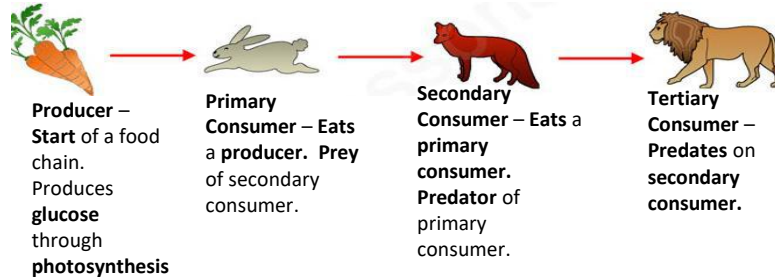 Producer –
Start of a food
chain.
Produces
glucose
through
photosynthesis
Primary
Consumer – Eats
a producer. Prey
of secondary
consumer.
Secondary
Consumer – Eats a
primary
consumer.
Predator of
primary
consumer.
Tertiary
Consumer –
Predates on
secondary
consumer.